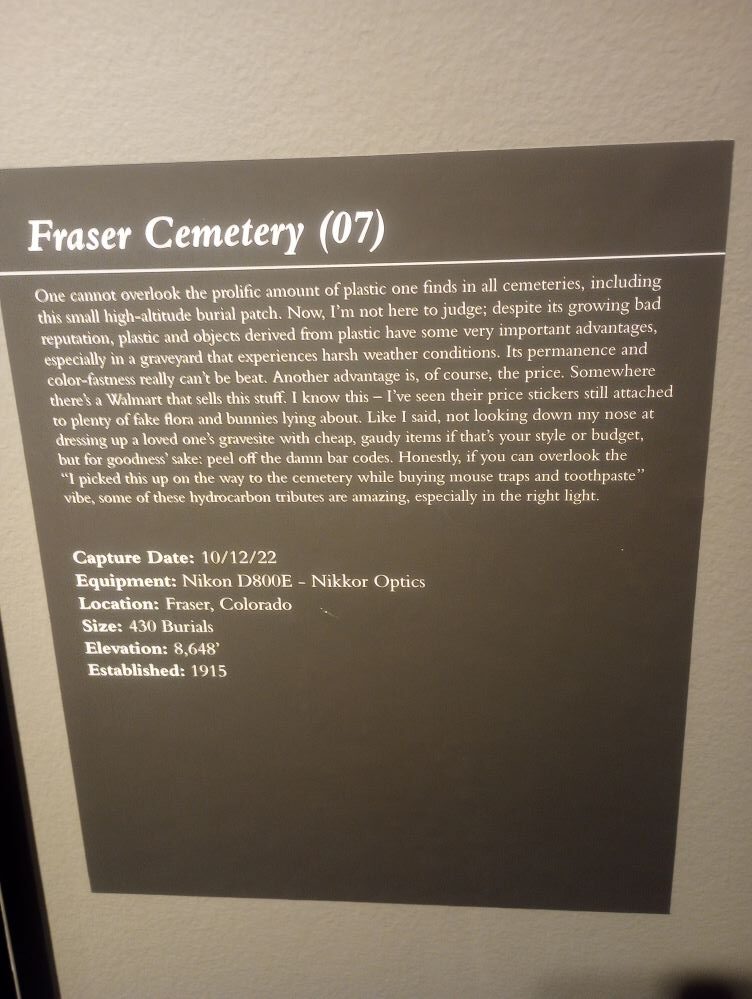 Fraser Cemetery (07)
One cannot overlook the prolific amount of plastic one finds in all cemeteries, including
this small high-altitude burial patch. Now, I'm not here to judge; despite its growing bad
reputation, plastic and objects derived from plastic have some very important advantages,
especially in a graveyard that experiences harsh weather conditions. Its permanence and
color-fastness really can't be beat. Another advantage is, of course, the price. Somewhere
there's a Walmart that sells this stuff. I know this – I've seen their price stickers still attached
to plenty of fake flora and bunnies lying about. Like I said, not looking down my nose at
dressing up a loved one's gravesite with cheap, gaudy items if that's your style or budget,
but for goodness' sake: peel off the damn bar codes. Honestly, if you can overlook the
“I picked this up on the way to the cemetery while buying mouse traps and toothpaste”
vibe, some of these hydrocarbon tributes are amazing, especially in the right light.
Capture Date: 10/12/22
Equipment: Nikon D800E - Nikkor Optics
Location: Fraser, Colorado
Size: 430 Burials
Elevation: 8,648'
Established: 1915